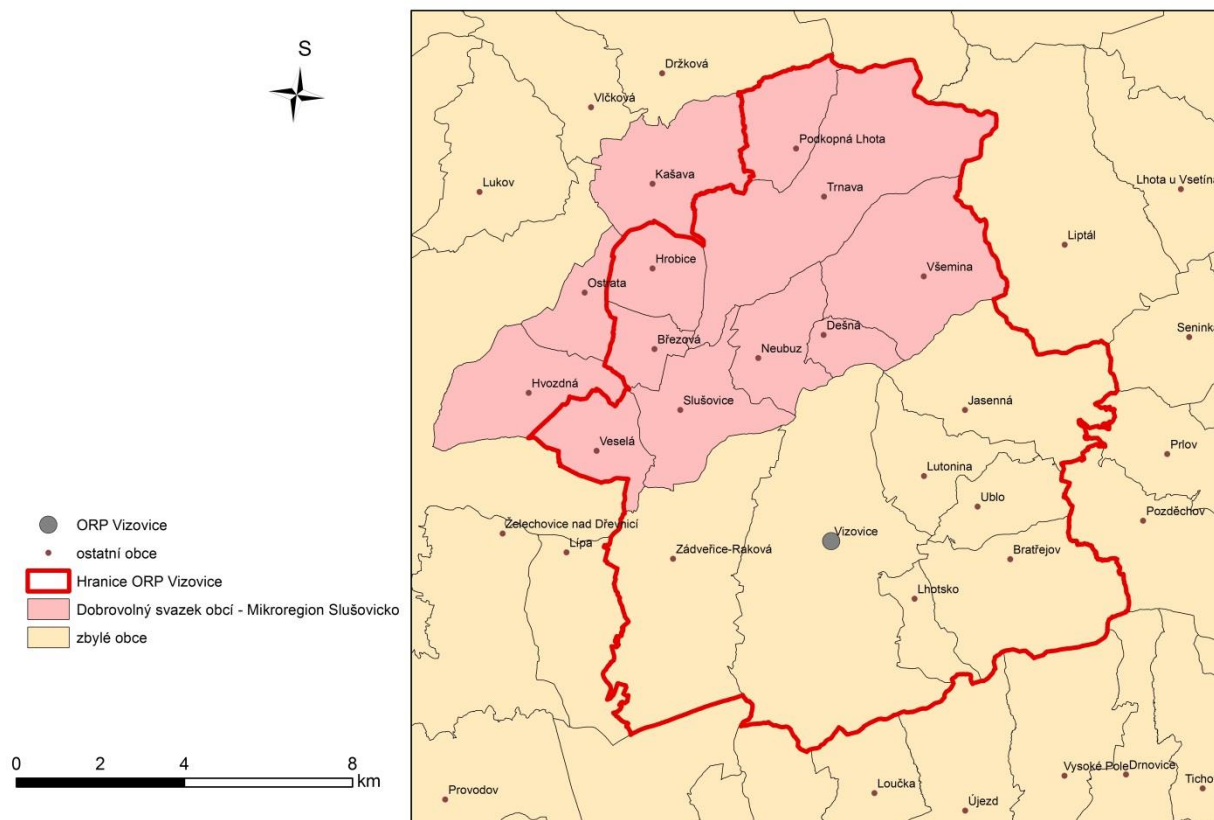 S
Držková
Vlčková
Podkopná Lhota
Lukov
Kašava
Lhota u Vsetína
Trnava
Liptál
Hrobice
Všemina
Ostrata
Březová
Dešná
Seninka
Neubuz
Hvozdná
Slušovice
Jasenná
Veselá
Prlov
Lutonina
Ublo
Pozděchov
Želechovice nad Dřevnicí
Lípa
Zádveřice-Raková
Vizovice
Bratřejov
Lhotsko
ORP Vizovice
ostatní obce
Hranice ORP Vizovice
Dobrovolný svazek obcí - Mikroregion Slušovicko
zbylé obce
0 2 4 8
km
Vysoké Pole
Drnovice
Ticho
Loučka
Provodov
Újezd